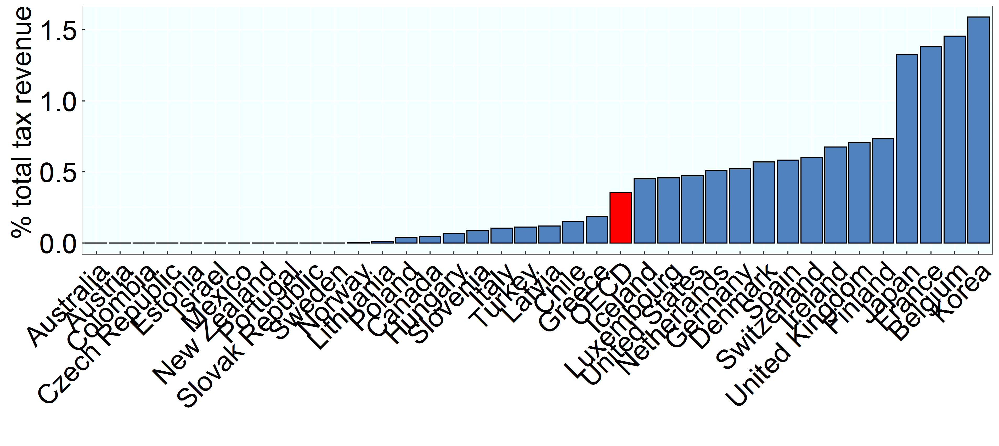 % total tax revenue
1.5
1.0
0.5
0.0
Australia
Austria
Colombia
Czech Republic
Estonia
Israel
Mexico
New Zealand
Portugal
Slovak Republic
Sweden
Norway
Lithuania
Poland
Canada
Hungary
Slovenia
Italy
Turkey
Latvia
Chile
Greece
OECD
Iceland
Luxembourg
United States
Netherlands
Germany
Denmark
Spain
Switzerland
Ireland
United Kingdom
Finland
Japan
France
Belgium
Korea